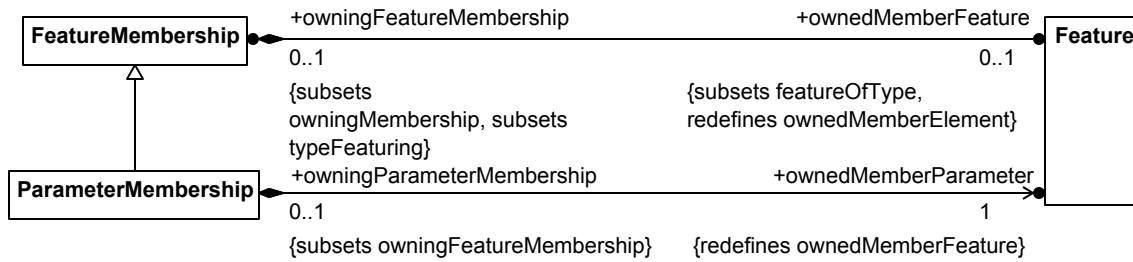 +owningFeatureMembership
+ownedMemberFeature
FeatureMembership
Feature
0..1
0..1
{subsets
owningMembership, subsets
typeFeaturing}
{subsets featureOfType,
redefines ownedMemberElement}
ParameterMembership
+owningParameterMembership
+ownedMemberParameter
0..1
1
{subsets owningFeatureMembership}
{redefines ownedMemberFeature}